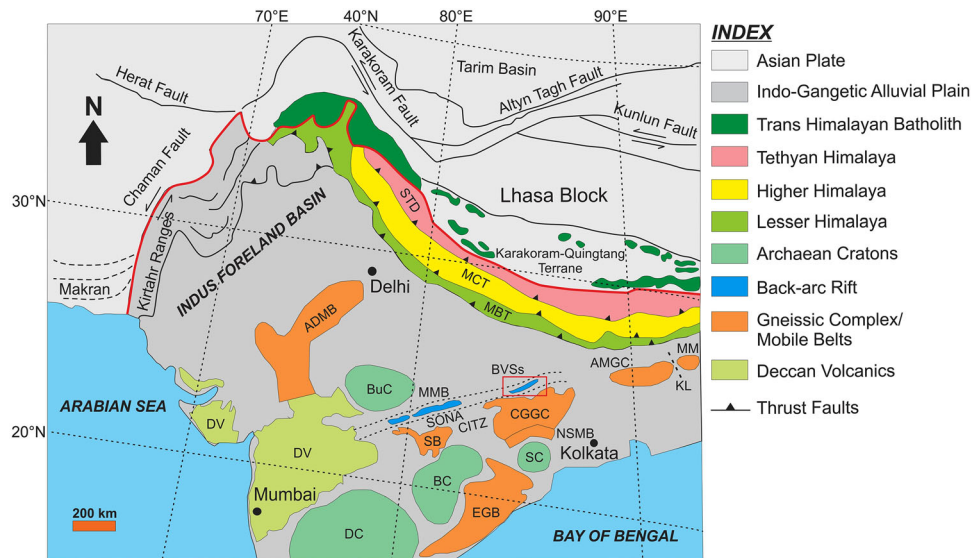 70°E
40°N
80°E
90°E
Herat Fault
Karakoram Fault
Tarim Basin
Altyn Tagh Fault
Kunlun Fault
N
Chaman Fault
30°N
STD
Lhasa Block
Karakoram-Quingtang
Terrane
Kirtahr Ranges
INDUS FORELAND BASIN
Makran
Delhi
MCT
MBT
ADMB
AMGC
MM
KL
BVSs
BuC
MMB
SONA
CITZ
CGGC
ARABIAN SEA
DV
20°N
DV
SB
NSMB
Kolkata
SC
BC
Mumbai
EGB
DC
200 km
BAY OF BENGAL
INDEX
Asian Plate
Indo-Gangetic Alluvial Plain
Trans Himalayan Batholith
Tethyan Himalaya
Higher Himalaya
Lesser Himalaya
Archaean Cratons
Back-arc Rift
Gneissic Complex/
Mobile Belts
Deccan Volcanics
Thrust Faults